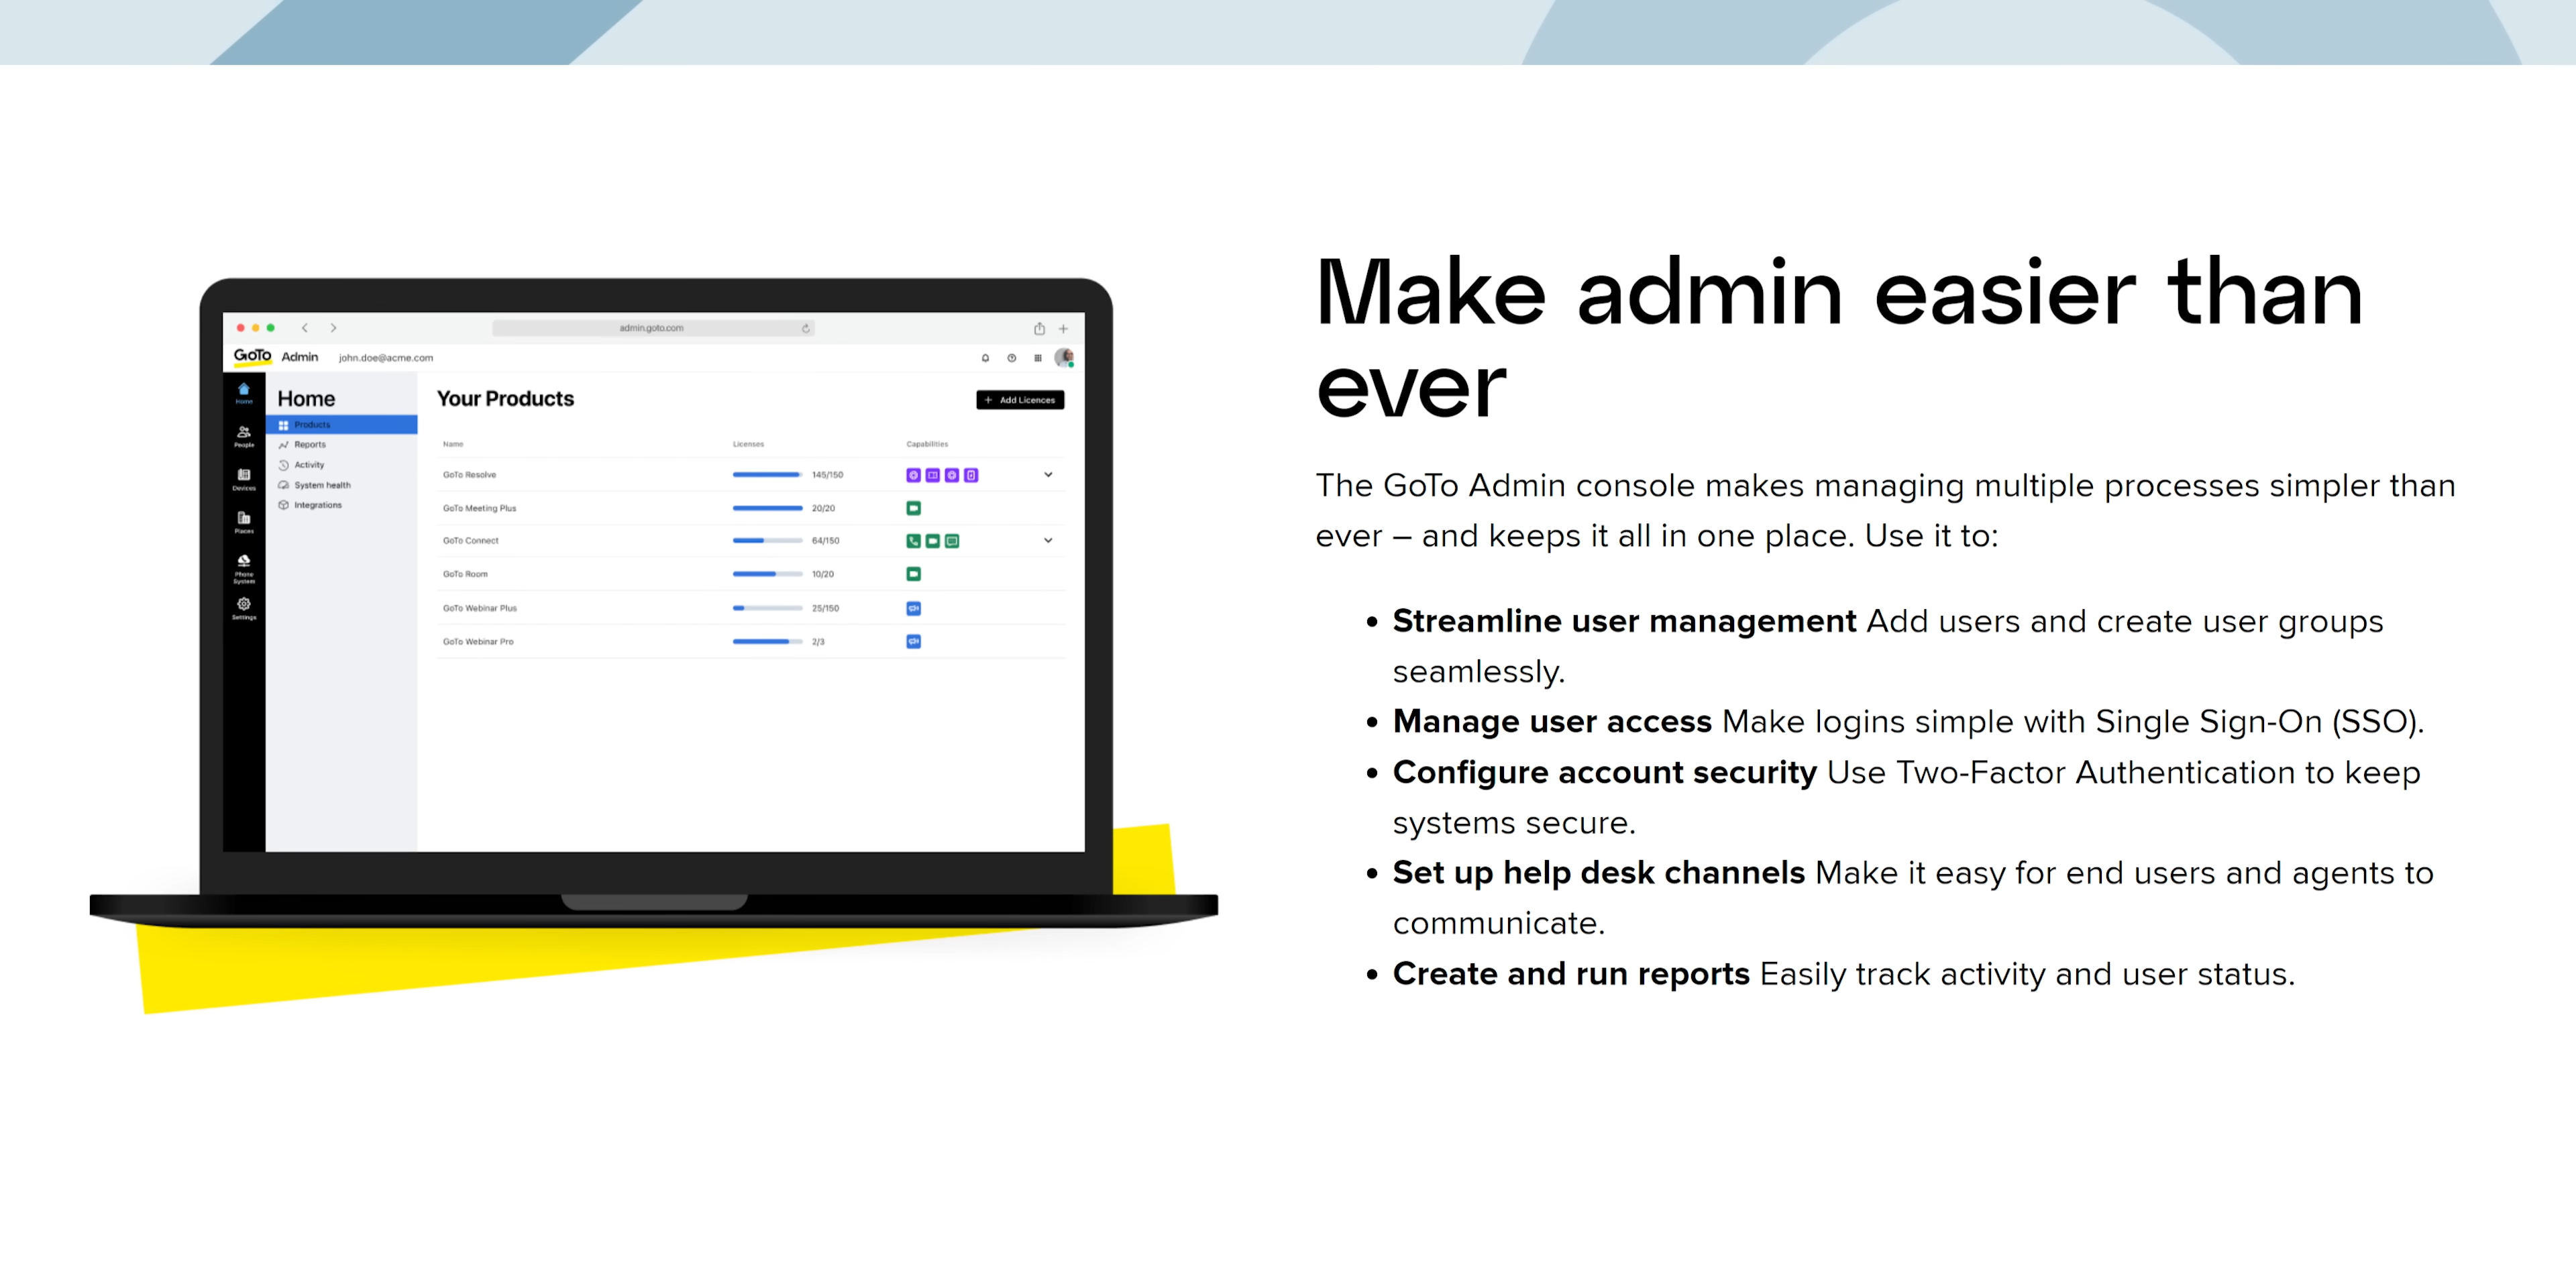 admin.goto.com
GoTo Admin john.doe@acme.com
Home
People
Devices
Places
Phone
System
Settings
Home
Products
Reports
Activity
System health
Integrations
Your Products
+ Add Licences
Name Licenses Capabilities
GoTo Resolve 145/150
GoTo Meeting Plus 20/20
GoTo Connect 64/150
GoTo Room 10/20
GoTo Webinar Plus 25/150
GoTo Webinar Pro 2/3
Make admin easier than
ever
The GoTo Admin console makes managing multiple processes simpler than
ever – and keeps it all in one place. Use it to:
• Streamline user management Add users and create user groups
seamlessly.
• Manage user access Make logins simple with Single Sign-On (SSO).
• Configure account security Use Two-Factor Authentication to keep
systems secure.
• Set up help desk channels Make it easy for end users and agents to
communicate.
• Create and run reports Easily track activity and user status.